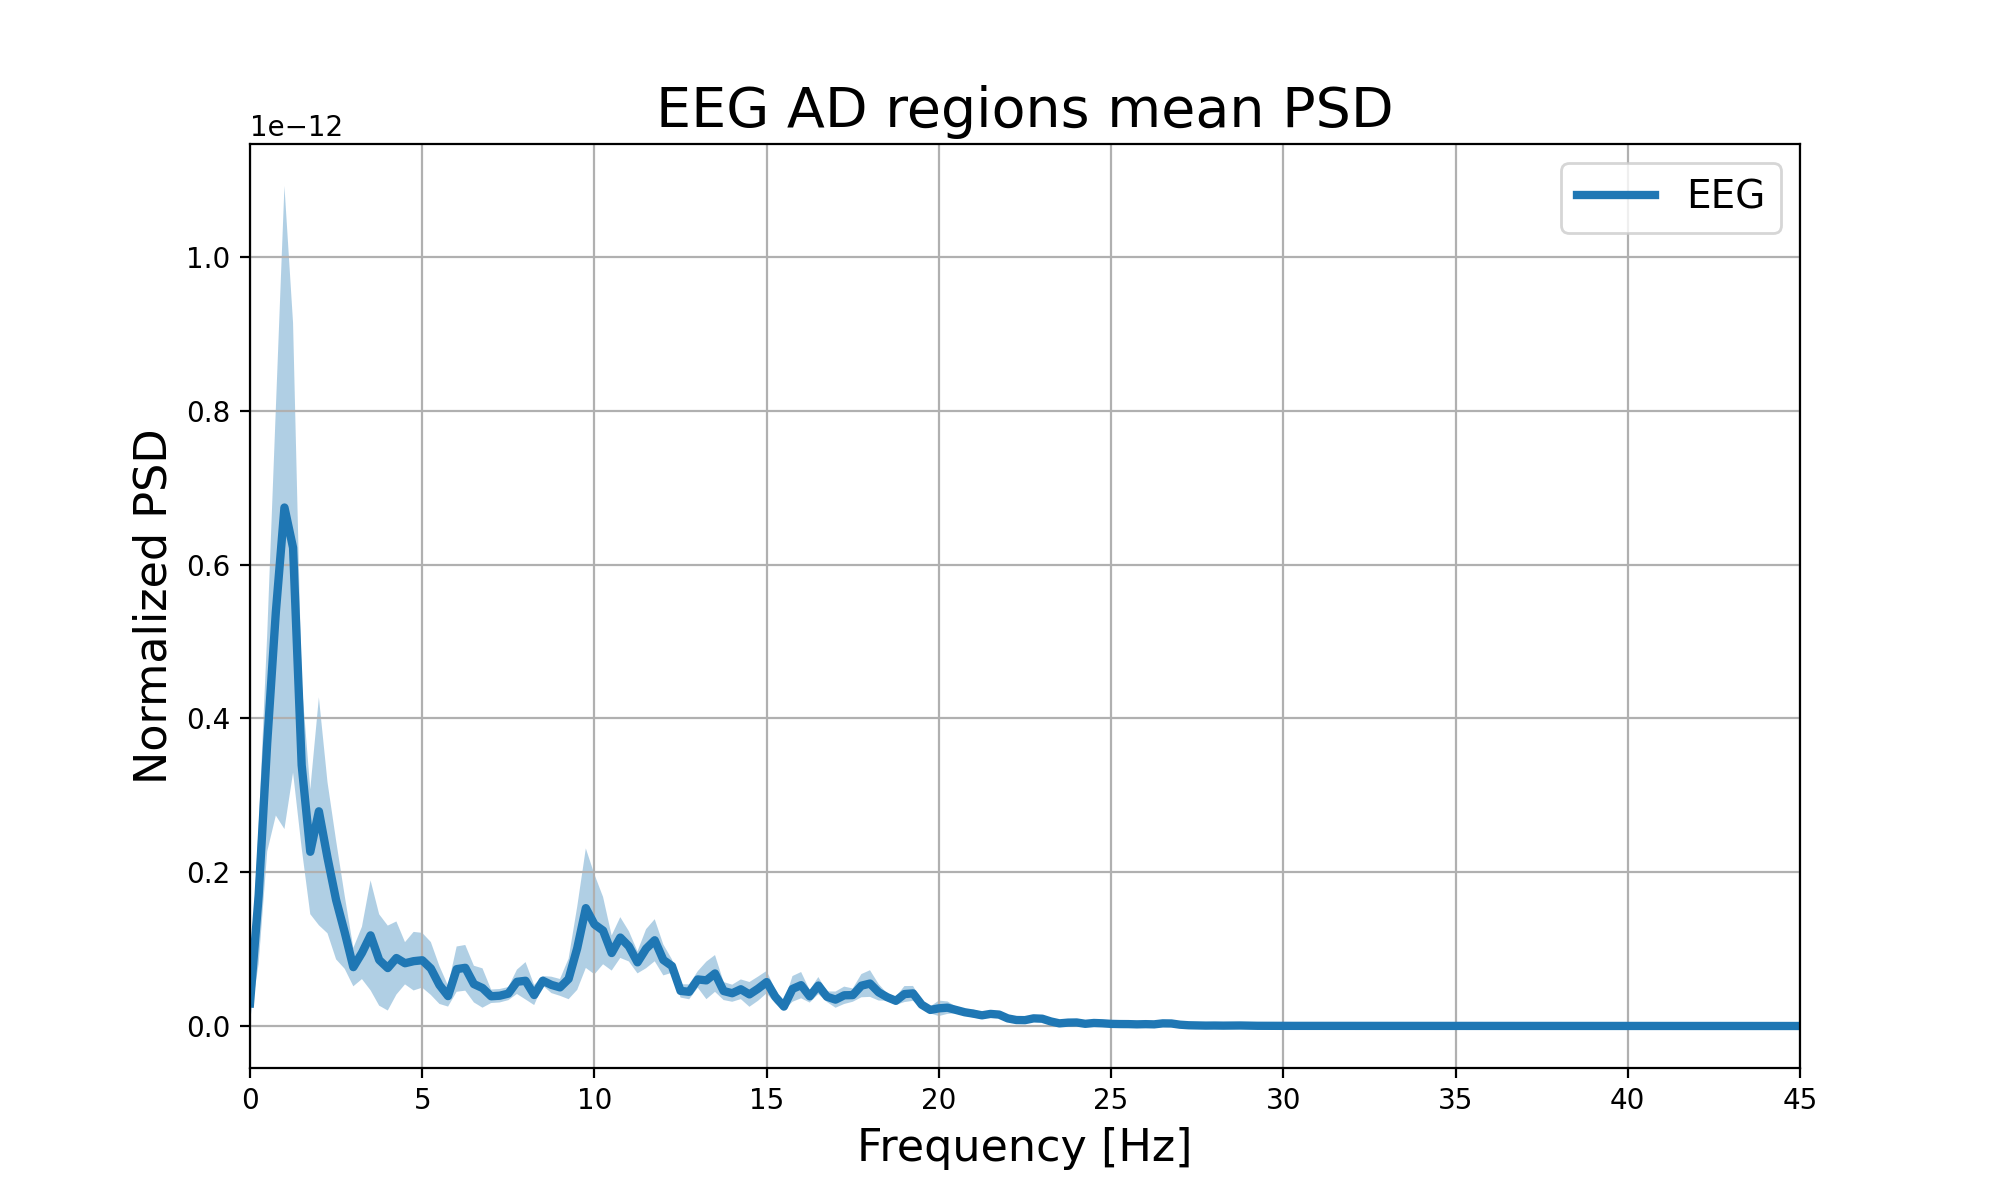 EEG AD regions mean PSD
1e−12
EEG
1.0
0.8
0.6
0.4
0.2
0.0
Normalized PSD
0 5 10 15 20 25 30 35 40 45
Frequency [Hz]